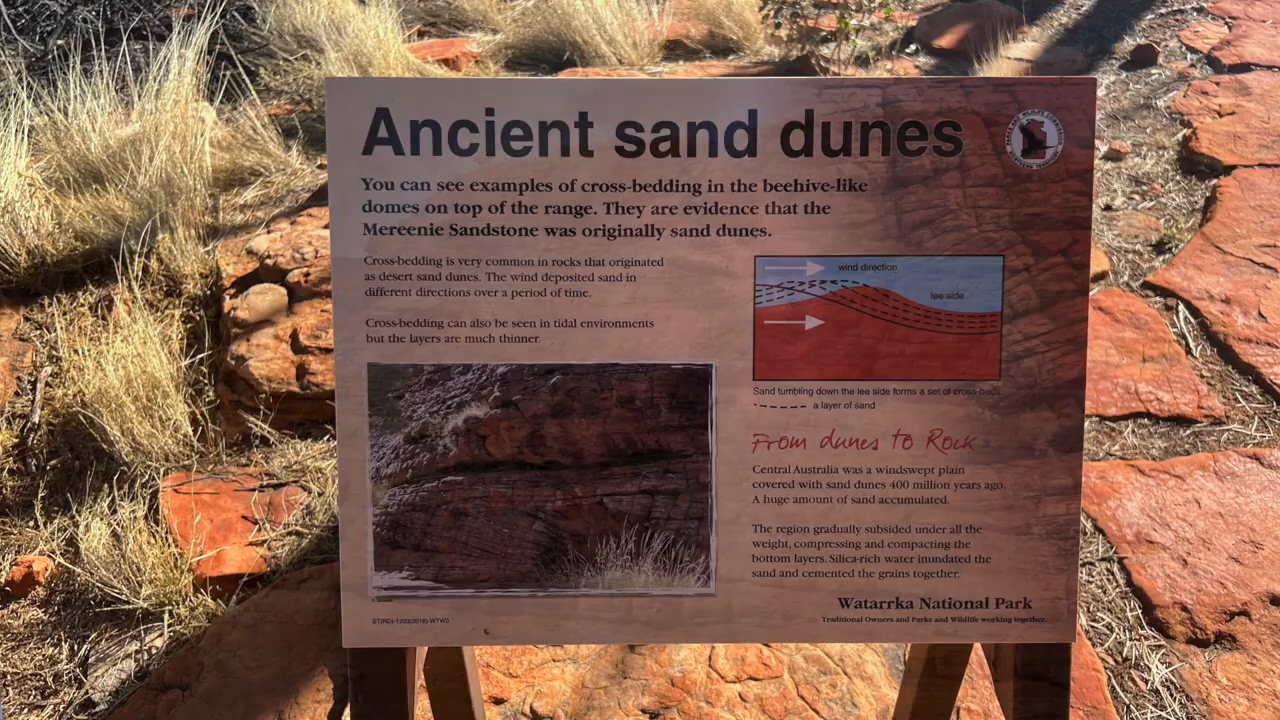 Ancient sand dunes
You can see examples of cross-bedding in the beehive-like
domes on top of the range. They are evidence that the
Mereenie Sandstone was originally sand dunes.
Cross-bedding is very common in rocks that originated
as desert sand dunes. The wind deposited sand in
different directions over a period of time.
Cross-bedding can also be seen in tidal environments
but the layers are much thinner.
wind direction
lee side
Sand tumbling down the lee side forms a set of cross-beds.
a layer of sand
From dunes to Rock
Central Australia was a windswept plain
covered with sand dunes 400 million years ago.
A huge amount of sand accumulated.
The region gradually subsided under all the
weight, compressing and compacting the
bottom layers. Silica-rich water inundated the
sand and cemented the grains together.
Watarrka National Park
Traditional Owners and Parks and Wildlife working together.
ST(RD)-1203(2018)-WTW3